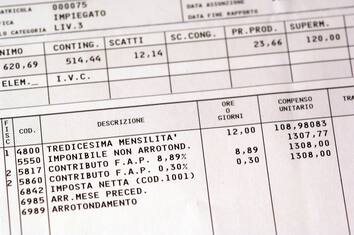 MATRICOLA 000075 DATA ASSUNZIONE
IMPIEGATO DATA FINE RAPPORTO
CATEGORIA LIV.3
NIMO CONTING. SCATTI SC.CONG. PR.PROD. SUPERM.
620,69 514,44 12,14 23,66 120,00
ELEM. I.V.C.
FISC COD. DESCRIZIONE ORE O GIORNI COMPENSO UNITARIO TRA
1 4800 TREDICESIMA MENSILITA' 12,00 108,98083
5550 IMPONIBILE NON ARROTOND. 1307,77
2 5817 CONTRIBUTO F.A.P. 8,89% 8,89 1308,00
2 5860 CONTRIBUTO F.A.P. 0,30% 0,30 1308,00
6842 IMPOSTA NETTA (COD.1001)
6985 ARR.MESE PRECED.
6989 ARROTONDAMENTO